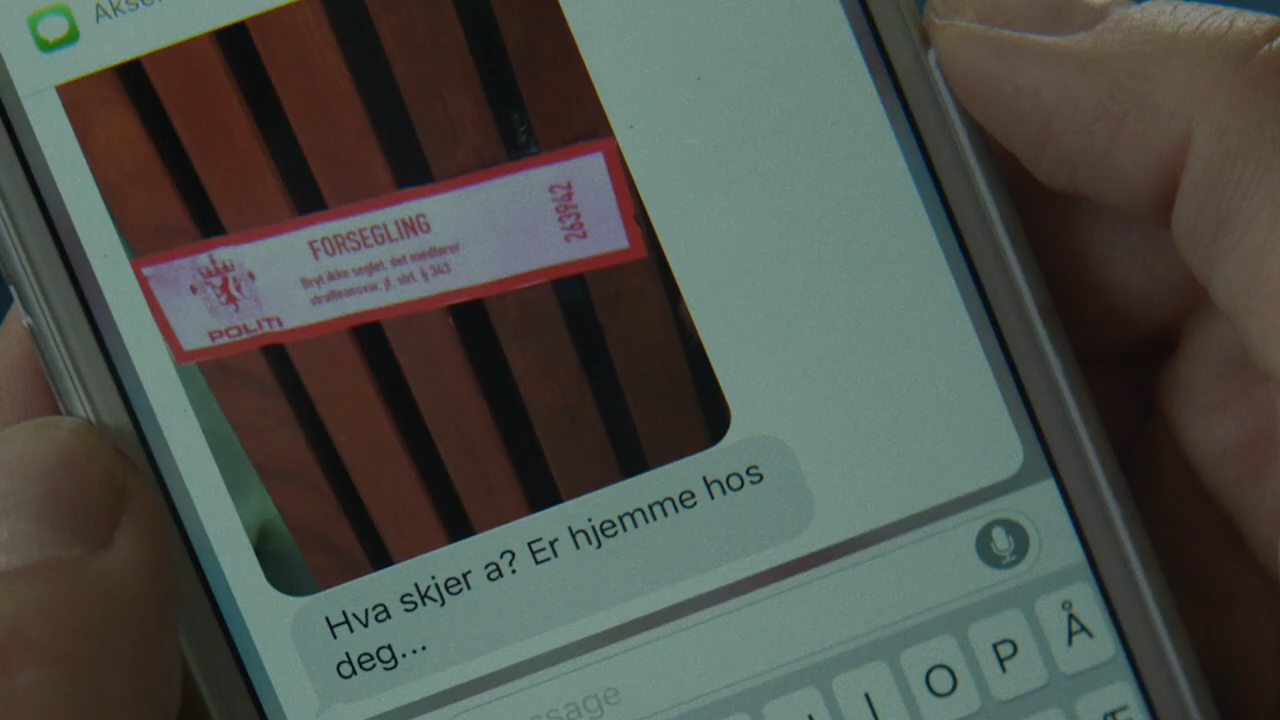 FORSEGLING
Bryt ikke seglet, det medfører
straffeansvar, jf. strl. § 343
POLITI
263942
Hva skjer a? Er hjemme hos
deg...
I O P Å